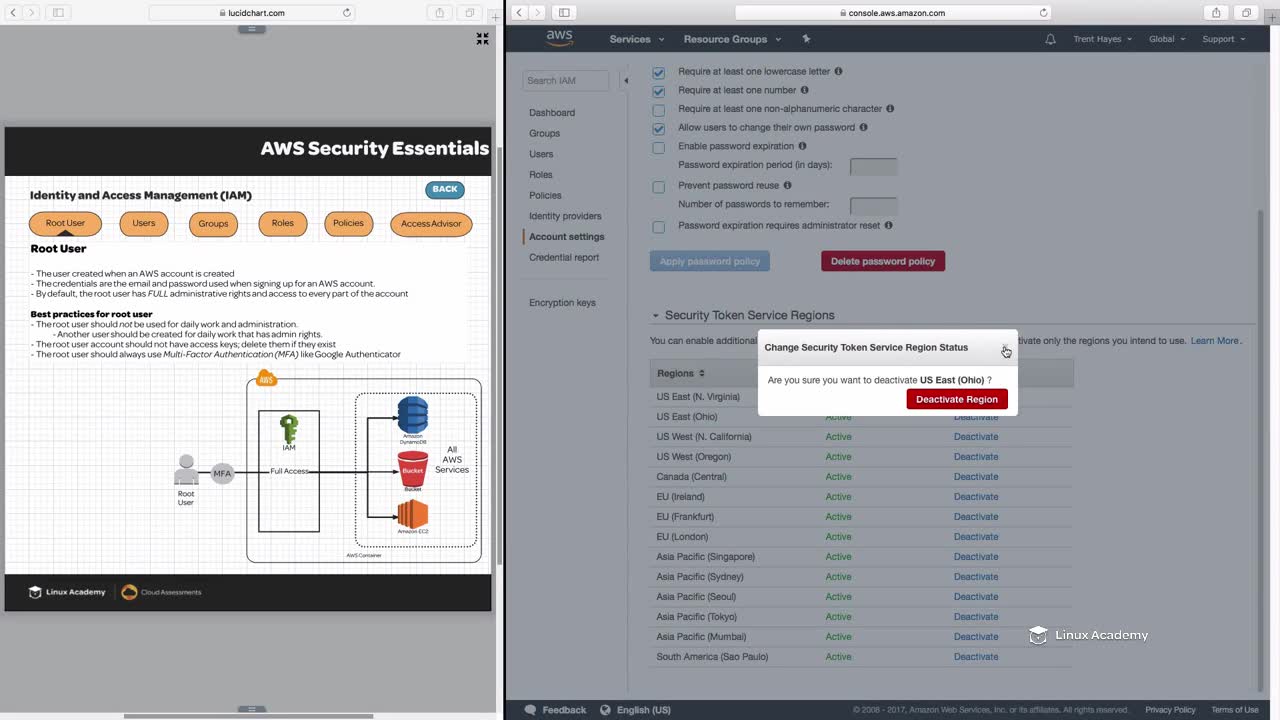 lucidchart.com
AWS Security Essentials
Identity and Access Management (IAM)
BACK
Root User
Users
Groups
Roles
Policies
Access Advisor
Root User
- The user created when an AWS account is created
- The credentials are the email and password used when signing up for an AWS account.
- By default, the root user has FULL administrative rights and access to every part of the account
Best practices for root user
- The root user should not be used for daily work and administration.
- Another user should be created for daily work that has admin rights.
- The root user account should not have access keys; delete them if they exist
- The root user should always use Multi-Factor Authentication (MFA) like Google Authenticator
AWS
IAM
Full Access
Root
User
MFA
Amazon
DynamoDB
Bucket
Bucket
Amazon EC2
All
AWS
Services
AWS Container
Linux Academy
Cloud Assessments
console.aws.amazon.com
aws
Services
Resource Groups
Trent Hayes
Global
Support
Search IAM
Dashboard
Groups
Users
Roles
Policies
Identity providers
Account settings
Credential report
Encryption keys
Require at least one lowercase letter
Require at least one number
Require at least one non-alphanumeric character
Allow users to change their own password
Enable password expiration
Password expiration period (in days):
Prevent password reuse
Number of passwords to remember:
Password expiration requires administrator reset
Apply password policy
Delete password policy
Security Token Service Regions
You can enable additional
ivate only the regions you intend to use. Learn More.
Change Security Token Service Region Status
Are you sure you want to deactivate US East (Ohio) ?
Deactivate Region
Regions
US East (N. Virginia)
US East (Ohio) Active Deactivate
US West (N. California) Active Deactivate
US West (Oregon) Active Deactivate
Canada (Central) Active Deactivate
EU (Ireland) Active Deactivate
EU (Frankfurt) Active Deactivate
EU (London) Active Deactivate
Asia Pacific (Singapore) Active Deactivate
Asia Pacific (Sydney) Active Deactivate
Asia Pacific (Seoul) Active Deactivate
Asia Pacific (Tokyo) Active Deactivate
Asia Pacific (Mumbai) Active Deactivate
South America (Sao Paulo) Active Deactivate
Linux Academy
Feedback
English (US)
© 2008 - 2017, Amazon Web Services, Inc. or its affiliates. All rights reserved.
Privacy Policy
Terms of Use